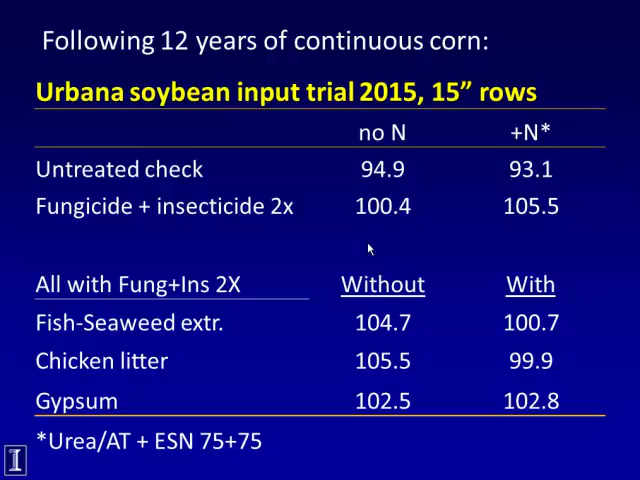 Following 12 years of continuous corn:
Urbana soybean input trial 2015, 15” rows
no N +N*
Untreated check 94.9 93.1
Fungicide + insecticide 2x 100.4 105.5
All with Fung+Ins 2X Without With
Fish-Seaweed extr. 104.7 100.7
Chicken litter 105.5 99.9
Gypsum 102.5 102.8
*Urea/AT + ESN 75+75
I